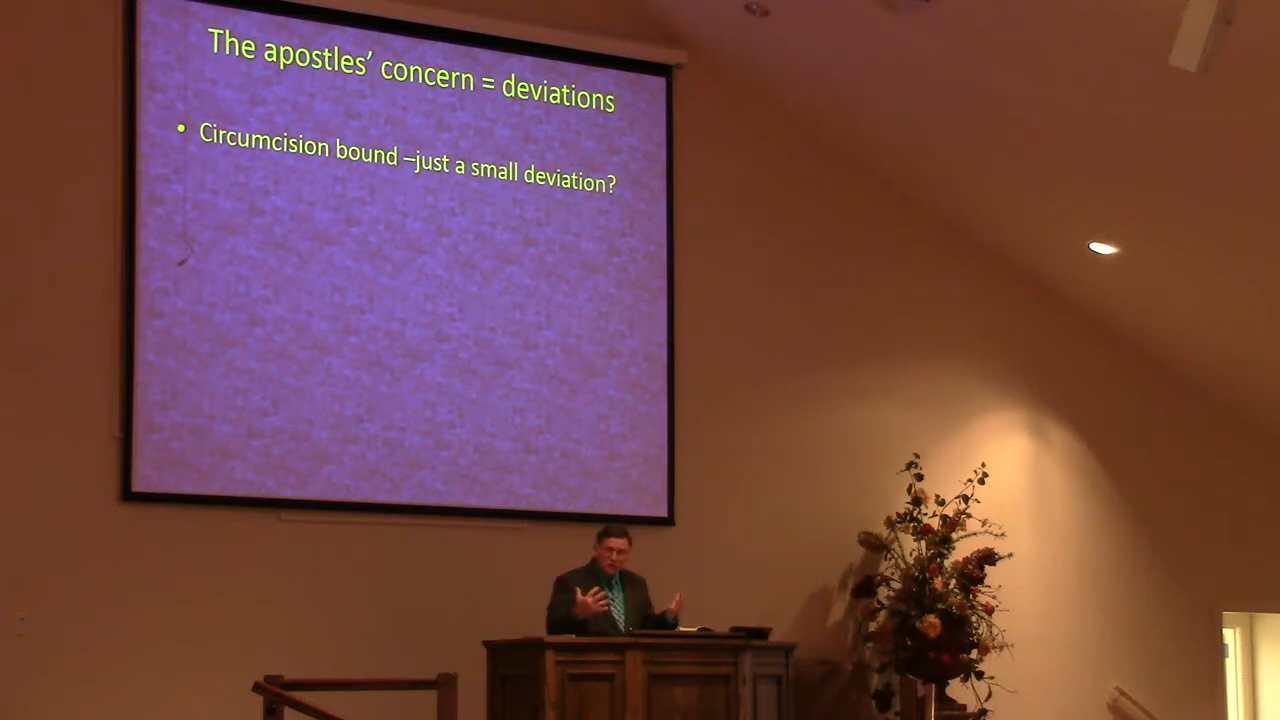 The apostles’ concern = deviations
• Circumcision bound –just a small deviation?